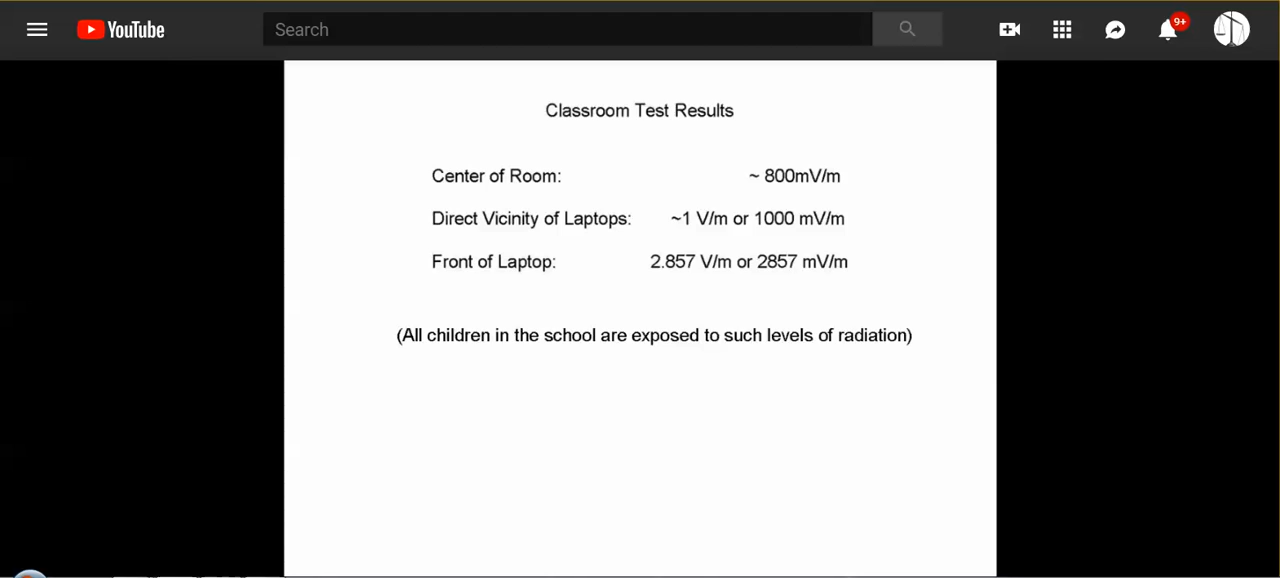 YouTube
Search
9+
Classroom Test Results
Center of Room: ~ 800mV/m
Direct Vicinity of Laptops: ~1 V/m or 1000 mV/m
Front of Laptop: 2.857 V/m or 2857 mV/m
(All children in the school are exposed to such levels of radiation)